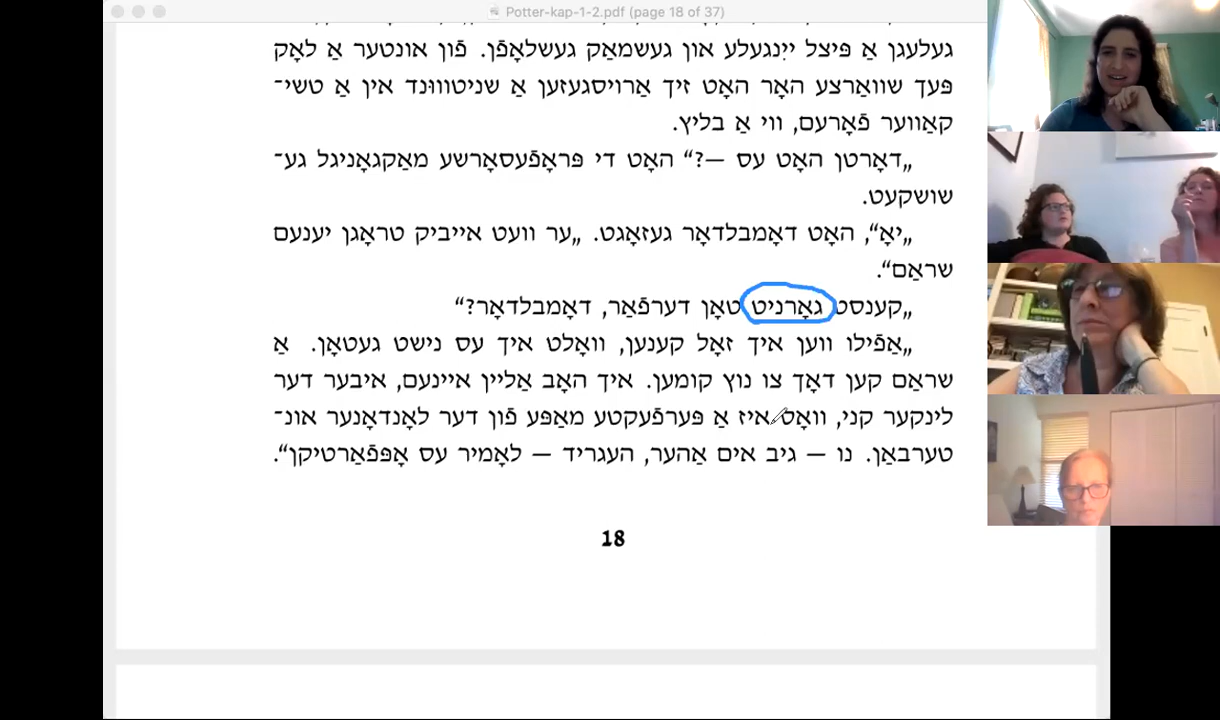 Potter-kap-1-2.pdf (page 18 of 37)
געלעגן אַ פּיצל ייִנגעלע און געשמאַק געשלאָפֿן. פֿון אונטער אַ לאָק
פּעך שוואַרצע האָר האָט זיך אַרויסגעזען אַ שניטוווּנד אין אַ טשי־
קאַווער פֿאָרעם, ווי אַ בליץ.
„דאָרטן האָט עס —?“ האָט די פּראָפֿעסאָרשע מאַקגאָניגל גע־
שושקעט.
„יאָ“, האָט דאָמבלדאָר געזאָגט. „ער וועט אייביק טראָגן יענעם
שראַם“.
„קענסט גאָרניט טאָן דערפֿאַר, דאָמבלדאָר?“
„אַפֿילו ווען איך זאָל קענען, וואָלט איך עס נישט געטאָן. אַ
שראַם קען דאָך צו נוץ קומען. איך האָב אַליין איינעם, איבער דער
לינקער קני, וואָס איז אַ פּערפֿעקטע מאַפּע פֿון דער לאָנדאָנער אונ־
טערבאַן. נו — גיב אים אַהער, העגריד — לאָמיר עס אָפּפֿאַרטיקן“.
18